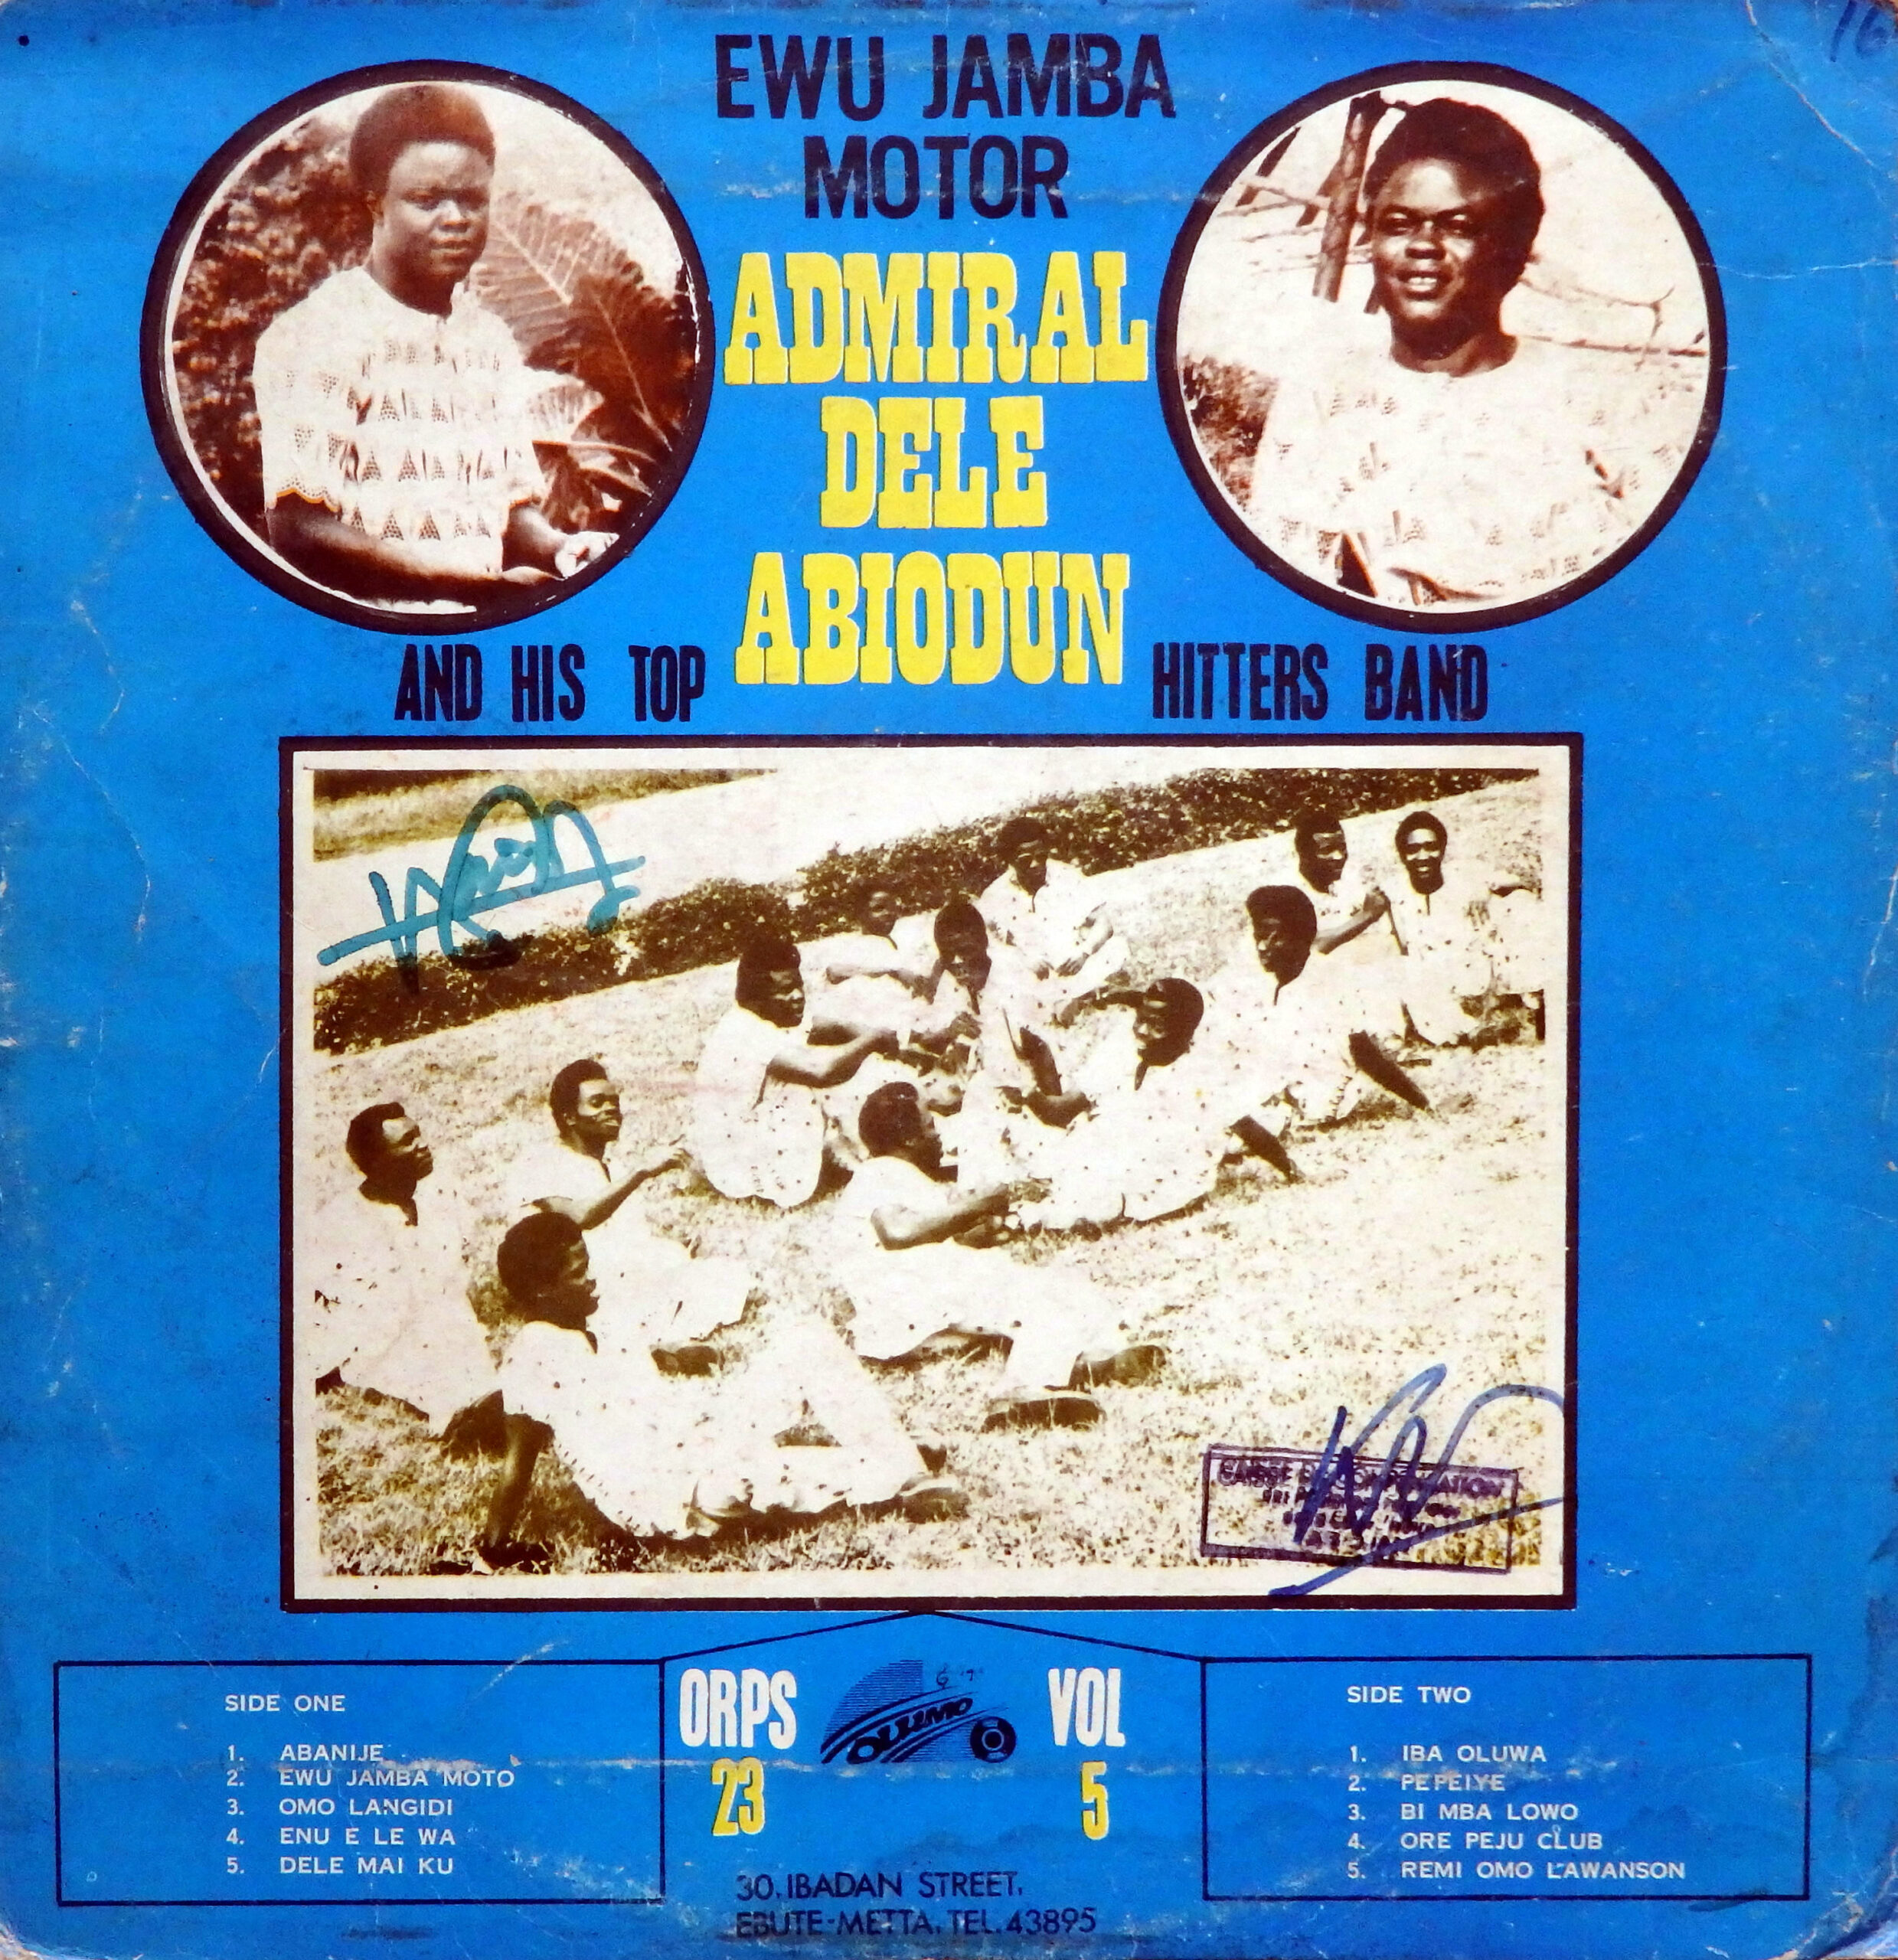 16
EWU JAMBA
MOTOR
ADMIRAL
DELE
ABIODUN
AND HIS TOP
HITTERS BAND
ORPS
23
OLUMO
VOL
5
SIDE ONE
1. ABANIJE
2. EWU JAMBA MOTO
3. OMO LANGIDI
4. ENU E LE WA
5. DELE MAI KU
SIDE TWO
1. IBA OLUWA
2. PEPEIYE
3. BI MBA LOWO
4. ORE PEJU CLUB
5. REMI OMO LAWANSON
30, IBADAN STREET,
EBUTE-METTA, TEL. 43895